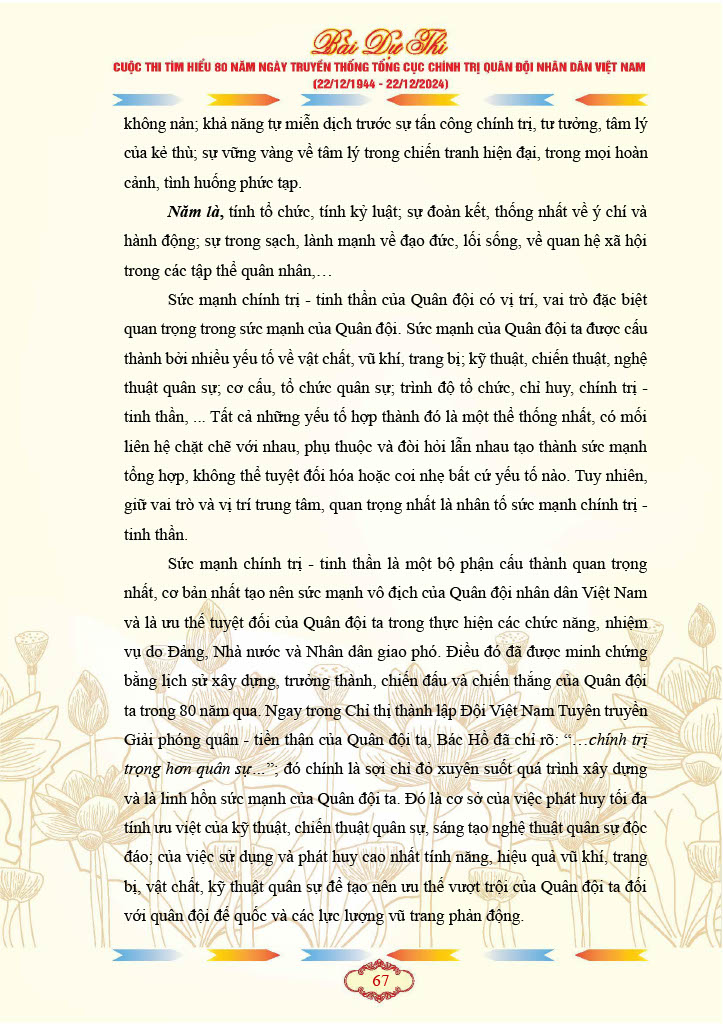 Bài Dự Thi
CUỘC THI TÌM HIỂU 80 NĂM NGÀY TRUYỀN THỐNG TỔNG CỤC CHÍNH TRỊ QUÂN ĐỘI NHÂN DÂN VIỆT NAM
(22/12/1944 - 22/12/2024)
không nản; khả năng tự miễn dịch trước sự tấn công chính trị, tư tưởng, tâm lý
của kẻ thù; sự vững vàng về tâm lý trong chiến tranh hiện đại, trong mọi hoàn
cảnh, tình huống phức tạp.
Năm là, tính tổ chức, tính kỷ luật; sự đoàn kết, thống nhất về ý chí và
hành động; sự trong sạch, lành mạnh về đạo đức, lối sống, về quan hệ xã hội
trong các tập thể quân nhân,…
Sức mạnh chính trị - tinh thần của Quân đội có vị trí, vai trò đặc biệt
quan trọng trong sức mạnh của Quân đội. Sức mạnh của Quân đội ta được cấu
thành bởi nhiều yếu tố về vật chất, vũ khí, trang bị; kỹ thuật, chiến thuật, nghệ
thuật quân sự; cơ cấu, tổ chức quân sự; trình độ tổ chức, chỉ huy, chính trị -
tinh thần, ... Tất cả những yếu tố hợp thành đó là một thể thống nhất, có mối
liên hệ chặt chẽ với nhau, phụ thuộc và đòi hỏi lẫn nhau tạo thành sức mạnh
tổng hợp, không thể tuyệt đối hóa hoặc coi nhẹ bất cứ yếu tố nào. Tuy nhiên,
giữ vai trò và vị trí trung tâm, quan trọng nhất là nhân tố sức mạnh chính trị -
tinh thần.
Sức mạnh chính trị - tinh thần là một bộ phận cấu thành quan trọng
nhất, cơ bản nhất tạo nên sức mạnh vô địch của Quân đội nhân dân Việt Nam
và là ưu thế tuyệt đối của Quân đội ta trong thực hiện các chức năng, nhiệm
vụ do Đảng, Nhà nước và Nhân dân giao phó. Điều đó đã được minh chứng
bằng lịch sử xây dựng, trưởng thành, chiến đấu và chiến thắng của Quân đội
ta trong 80 năm qua. Ngay trong Chỉ thị thành lập Đội Việt Nam Tuyên truyền
Giải phóng quân - tiền thân của Quân đội ta, Bác Hồ đã chỉ rõ: “…chính trị
trọng hơn quân sự…”; đó chính là sợi chỉ đỏ xuyên suốt quá trình xây dựng
và là linh hồn sức mạnh của Quân đội ta. Đó là cơ sở của việc phát huy tối đa
tính ưu việt của kỹ thuật, chiến thuật quân sự, sáng tạo nghệ thuật quân sự độc
đáo; của việc sử dụng và phát huy cao nhất tính năng, hiệu quả vũ khí, trang
bị, vật chất, kỹ thuật quân sự để tạo nên ưu thế vượt trội của Quân đội ta đối
với quân đội đế quốc và các lực lượng vũ trang phản động.
67